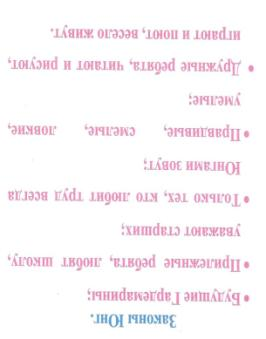 Законы Юнг.
• Будущие Гардемарины;
• Прилежные ребята, любят школу,
уважают старших;
• Только тех, кто любит труд всегда
Юнгами зовут;
• Правдивые, смелые, ловкие,
умелые;
• Дружные ребята, читают и рисуют,
играют и поют, весело живут.